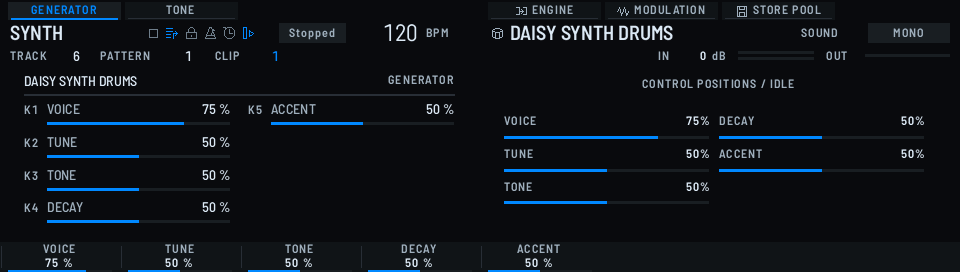 GENERATOR TONE ENGINE MODULATION STORE POOL
SYNTH Stopped 120 BPM DAISY SYNTH DRUMS SOUND MONO
TRACK 6 PATTERN 1 CLIP 1 IN 0 dB OUT
DAISY SYNTH DRUMS GENERATOR CONTROL POSITIONS / IDLE
K1 VOICE 75 % K5 ACCENT 50 %
K2 TUNE 50 %
K3 TONE 50 %
K4 DECAY 50 %
VOICE 75% DECAY 50%
TUNE 50% ACCENT 50%
TONE 50%
VOICE TUNE TONE DECAY ACCENT
75 % 50 % 50 % 50 % 50 %